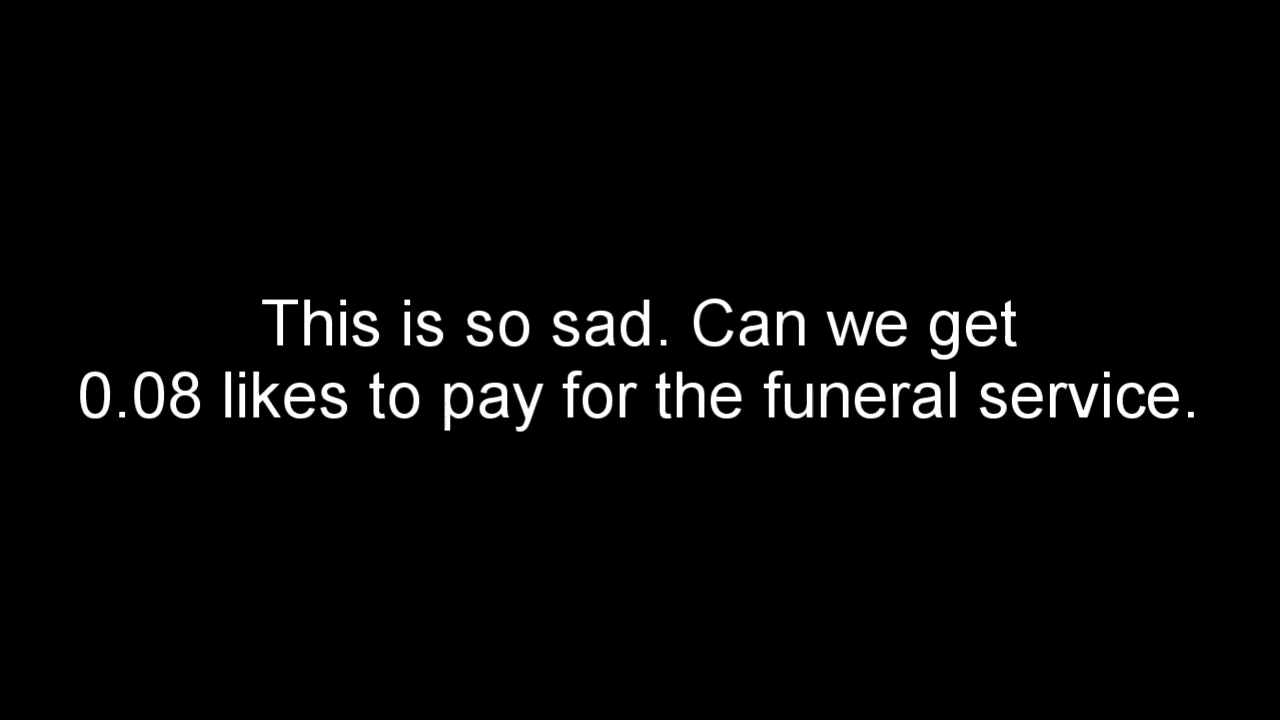 This is so sad. Can we get
0.08 likes to pay for the funeral service.